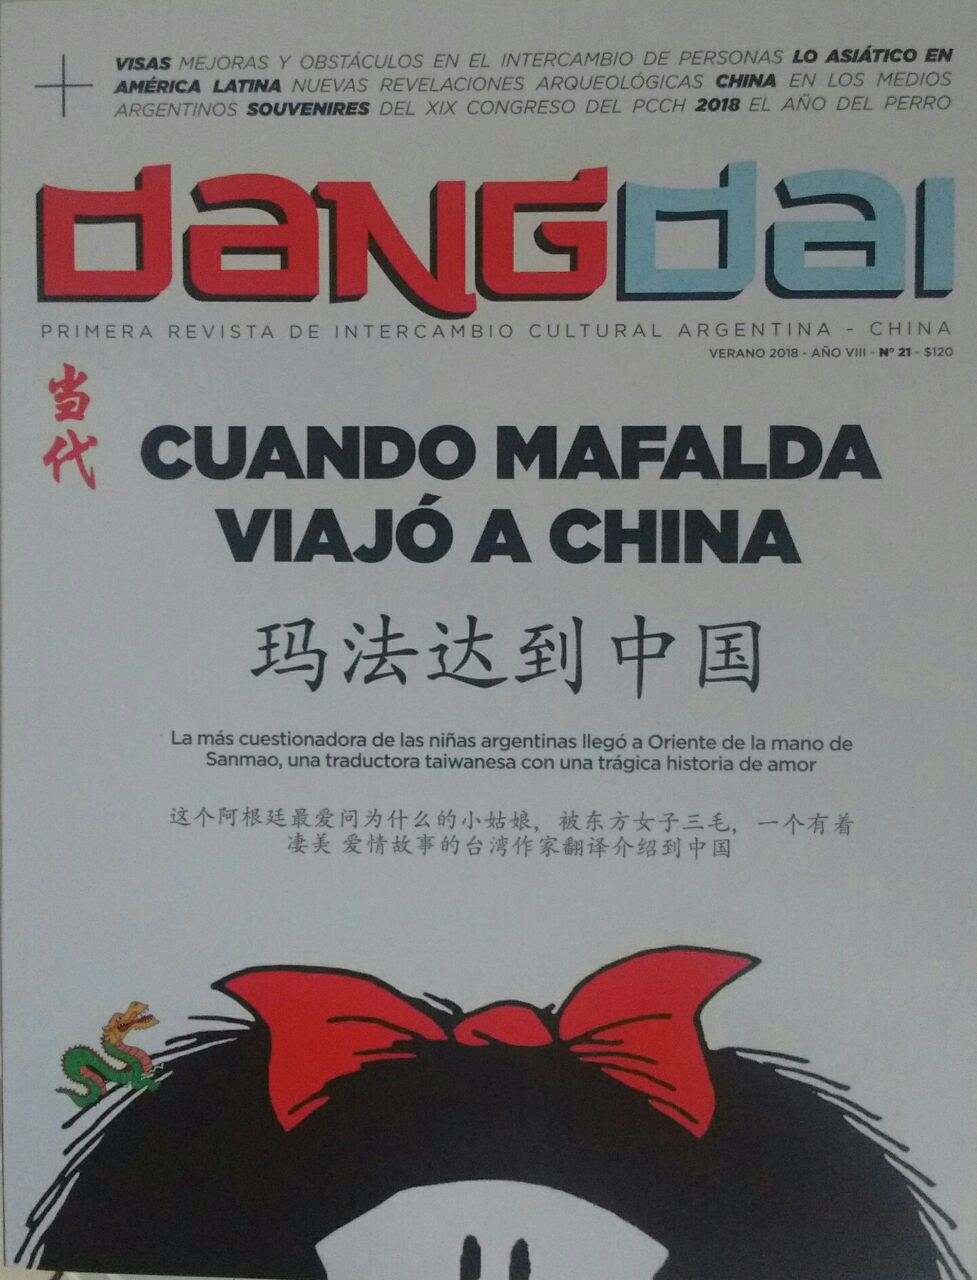 VISAS MEJORAS Y OBSTÁCULOS EN EL INTERCAMBIO DE PERSONAS LO ASIÁTICO EN
AMÉRICA LATINA NUEVAS REVELACIONES ARQUEOLÓGICAS CHINA EN LOS MEDIOS
ARGENTINOS SOUVENIRES DEL XIX CONGRESO DEL PCCH 2018 EL AÑO DEL PERRO
DANGDAI
PRIMERA REVISTA DE INTERCAMBIO CULTURAL ARGENTINA - CHINA
VERANO 2018 - AÑO VIII - Nº 21 - $120
当代
CUANDO MAFALDA
VIAJÓ A CHINA
玛法达到中国
La más cuestionadora de las niñas argentinas llegó a Oriente de la mano de
Sanmao, una traductora taiwanesa con una trágica historia de amor
这个阿根廷最爱问为什么的小姑娘，被东方女子三毛，一个有着
凄美 爱情故事的台湾作家翻译介绍到中国